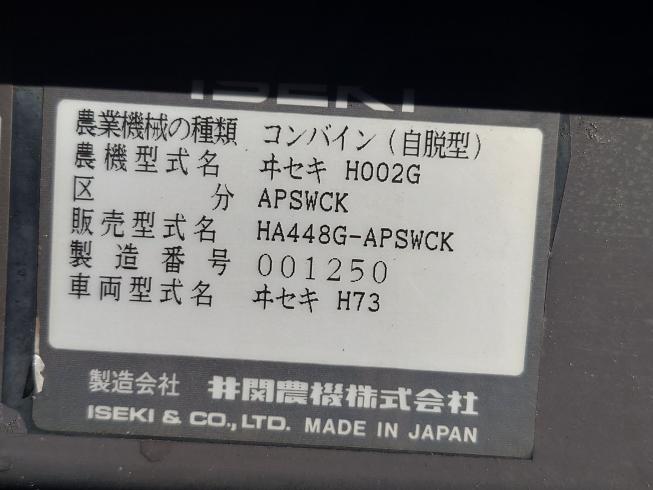 ISEKI
農業機械の種類 コンバイン(自脱型)
農機型式名 ヰセキ H002G
区分 APSWCK
販売型式名 HA448G-APSWCK
製造番号 001250
車両型式名 ヰセキ H73
製造会社 井関農機株式会社
ISEKI & CO.,LTD. MADE IN JAPAN